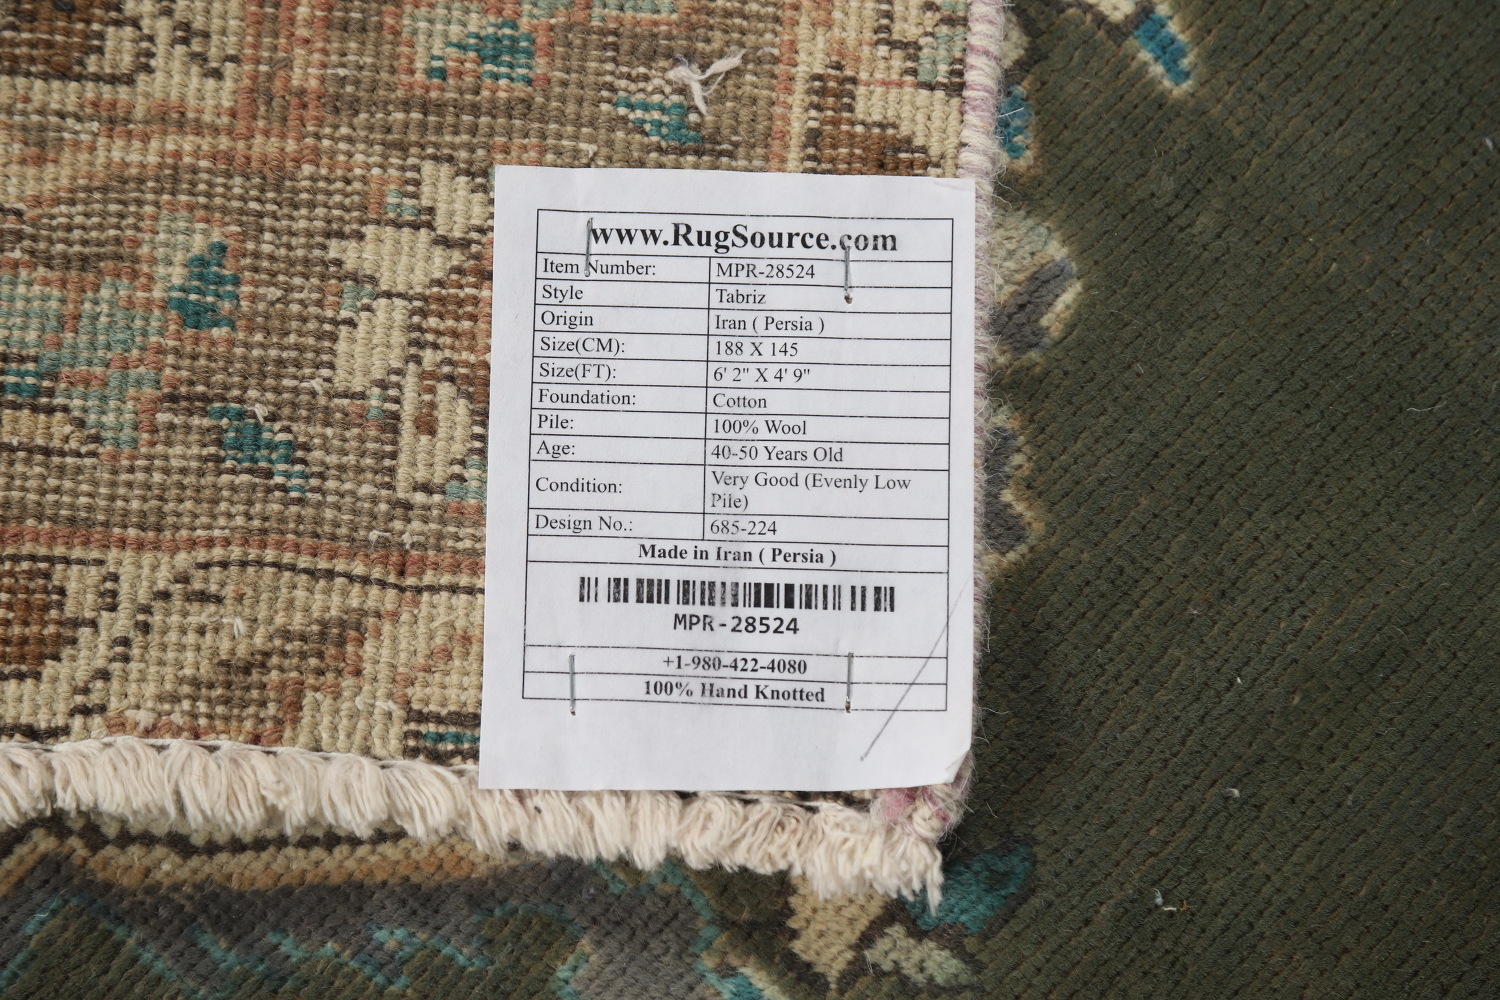 www.RugSource.com
Item Number: MPR-28524
Style Tabriz
Origin Iran ( Persia )
Size(CM): 188 X 145
Size(FT): 6' 2" X 4' 9"
Foundation: Cotton
Pile: 100% Wool
Age: 40-50 Years Old
Condition: Very Good (Evenly Low
Pile)
Design No.: 685-224
Made in Iran ( Persia )
MPR-28524
+1-980-422-4080
100% Hand Knotted